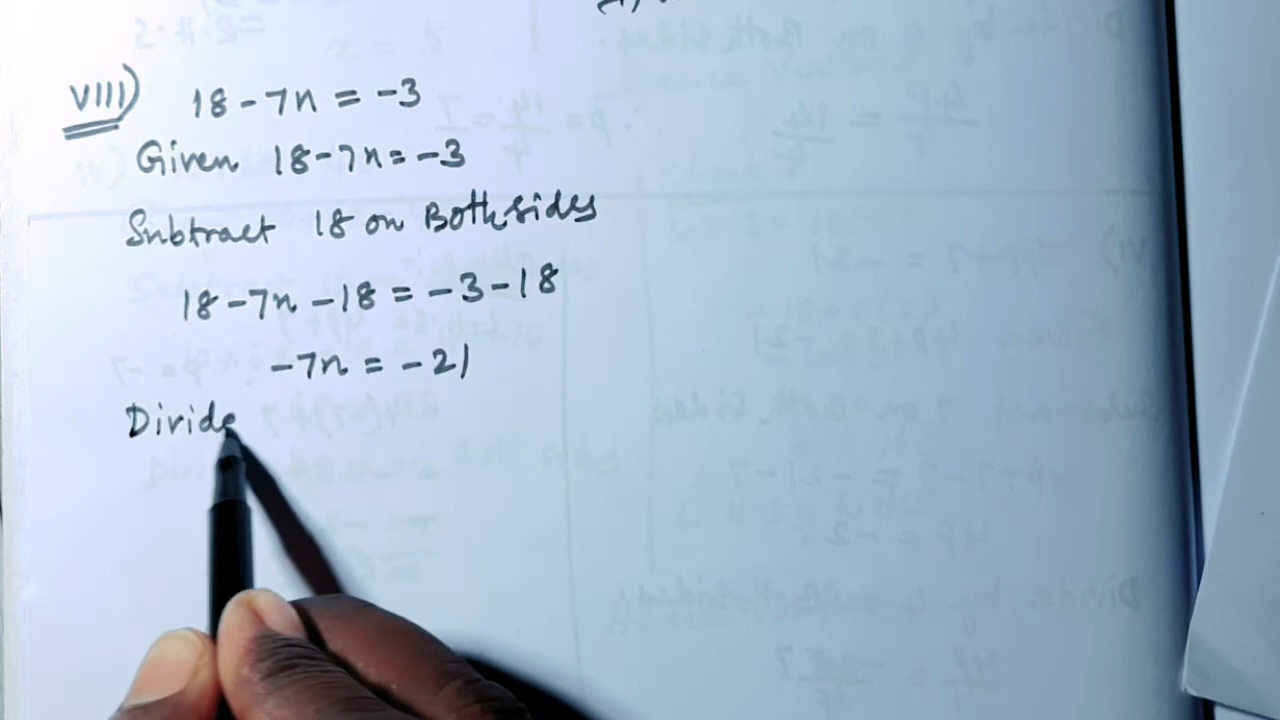 VIII) 18-7n = -3
Given 18-7n = -3
Subtract 18 on Both sides
18-7n-18 = -3-18
-7n = -21
Divide